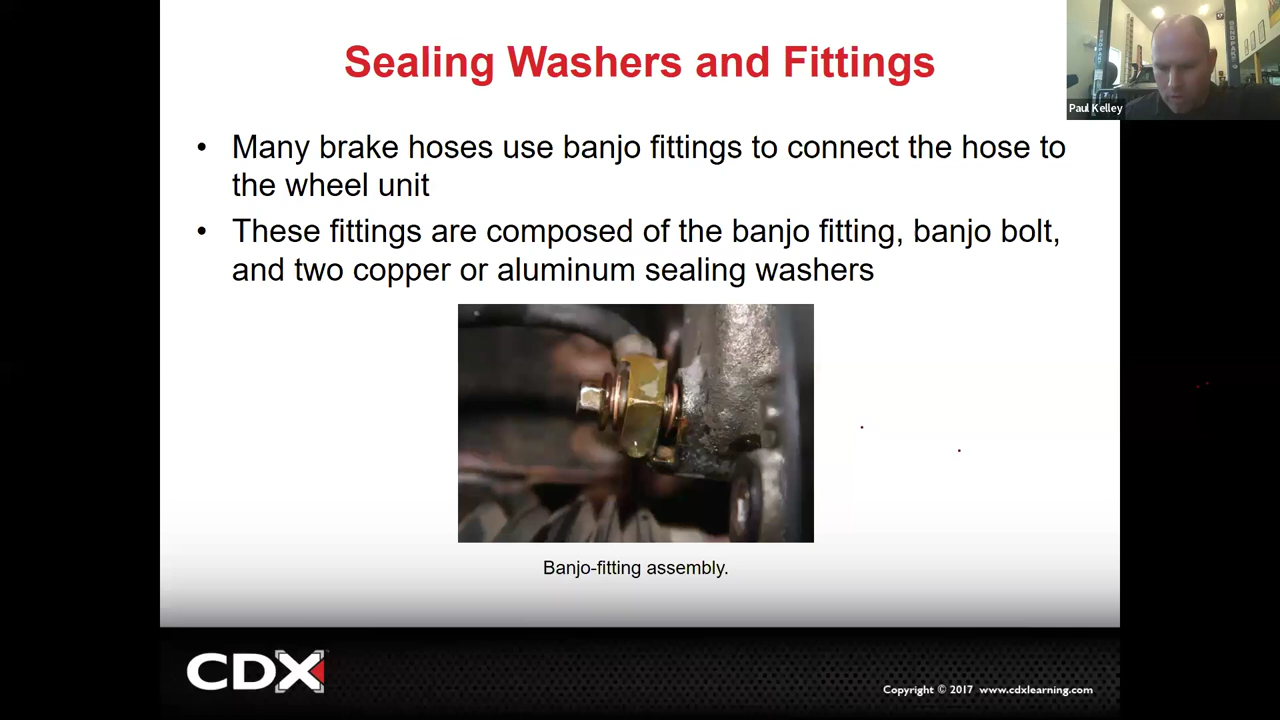 Sealing Washers and Fittings
Paul Kelley
• Many brake hoses use banjo fittings to connect the hose to
the wheel unit
• These fittings are composed of the banjo fitting, banjo bolt,
and two copper or aluminum sealing washers
Banjo-fitting assembly.
CDX
Copyright © 2017 www.cdxlearning.com